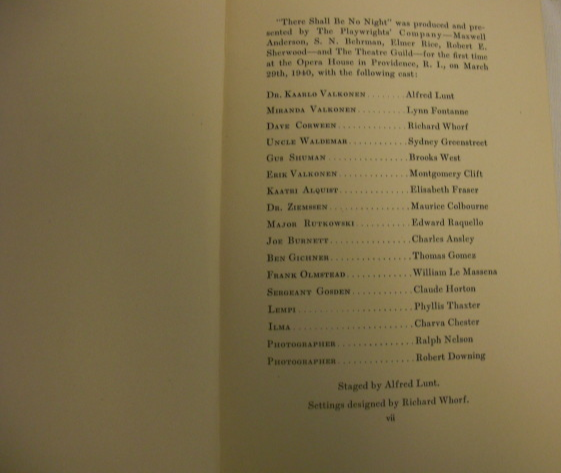 "There Shall Be No Night" was produced and pre-
sented by The Playwrights' Company—Maxwell
Anderson, S. N. Behrman, Elmer Rice, Robert E.
Sherwood—and The Theatre Guild—for the first time
at the Opera House in Providence, R. I., on March
29th, 1940, with the following cast:
Dr. Kaarlo Valkonen ........ Alfred Lunt
Miranda Valkonen ........... Lynn Fontanne
Dave Corween ............... Richard Whorf
Uncle Waldemar ............. Sydney Greenstreet
Gus Shuman ................. Brooks West
Erik Valkonen .............. Montgomery Clift
Kaatri Alquist ............. Elisabeth Fraser
Dr. Ziemssen ............... Maurice Colbourne
Major Rutkowski ............ Edward Raquello
Joe Burnett ................ Charles Ansley
Ben Gichner ................ Thomas Gomez
Frank Olmstead ............. William Le Massena
Sergeant Gosden ............ Claude Horton
Lempi ...................... Phyllis Thaxter
Ilma ....................... Charva Chester
Photographer ............... Ralph Nelson
Photographer ............... Robert Downing
Staged by Alfred Lunt.
Settings designed by Richard Whorf.
vii